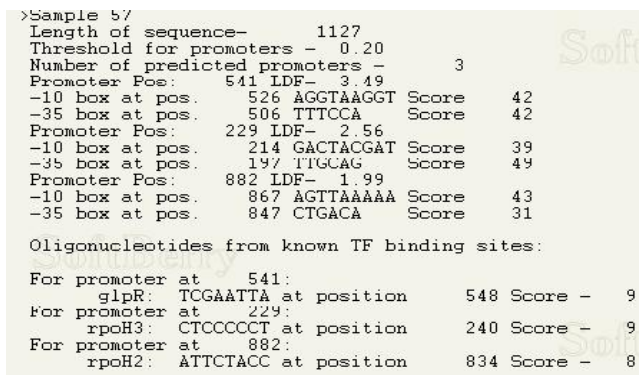 >Sample 57
Length of sequence- 1127
Threshold for promoters - 0.20
Number of predicted promoters - 3
Promoter Pos: 541 LDF- 3.49
-10 box at pos. 526 AGGTAAGGT Score 42
-35 box at pos. 506 TTTCCA Score 42
Promoter Pos: 229 LDF- 2.56
-10 box at pos. 214 GACTACGAT Score 39
-35 box at pos. 197 TTGCAG Score 49
Promoter Pos: 882 LDF- 1.99
-10 box at pos. 867 AGTTAAAAA Score 43
-35 box at pos. 847 CTGACA Score 31
Oligonucleotides from known TF binding sites:
For promoter at 541:
glpR: TCGAATTA at position 548 Score - 9
For promoter at 229:
rpoH3: CTCCCCCT at position 240 Score - 9
For promoter at 882:
rpoH2: ATTCTACC at position 834 Score - 8
SoftBerry